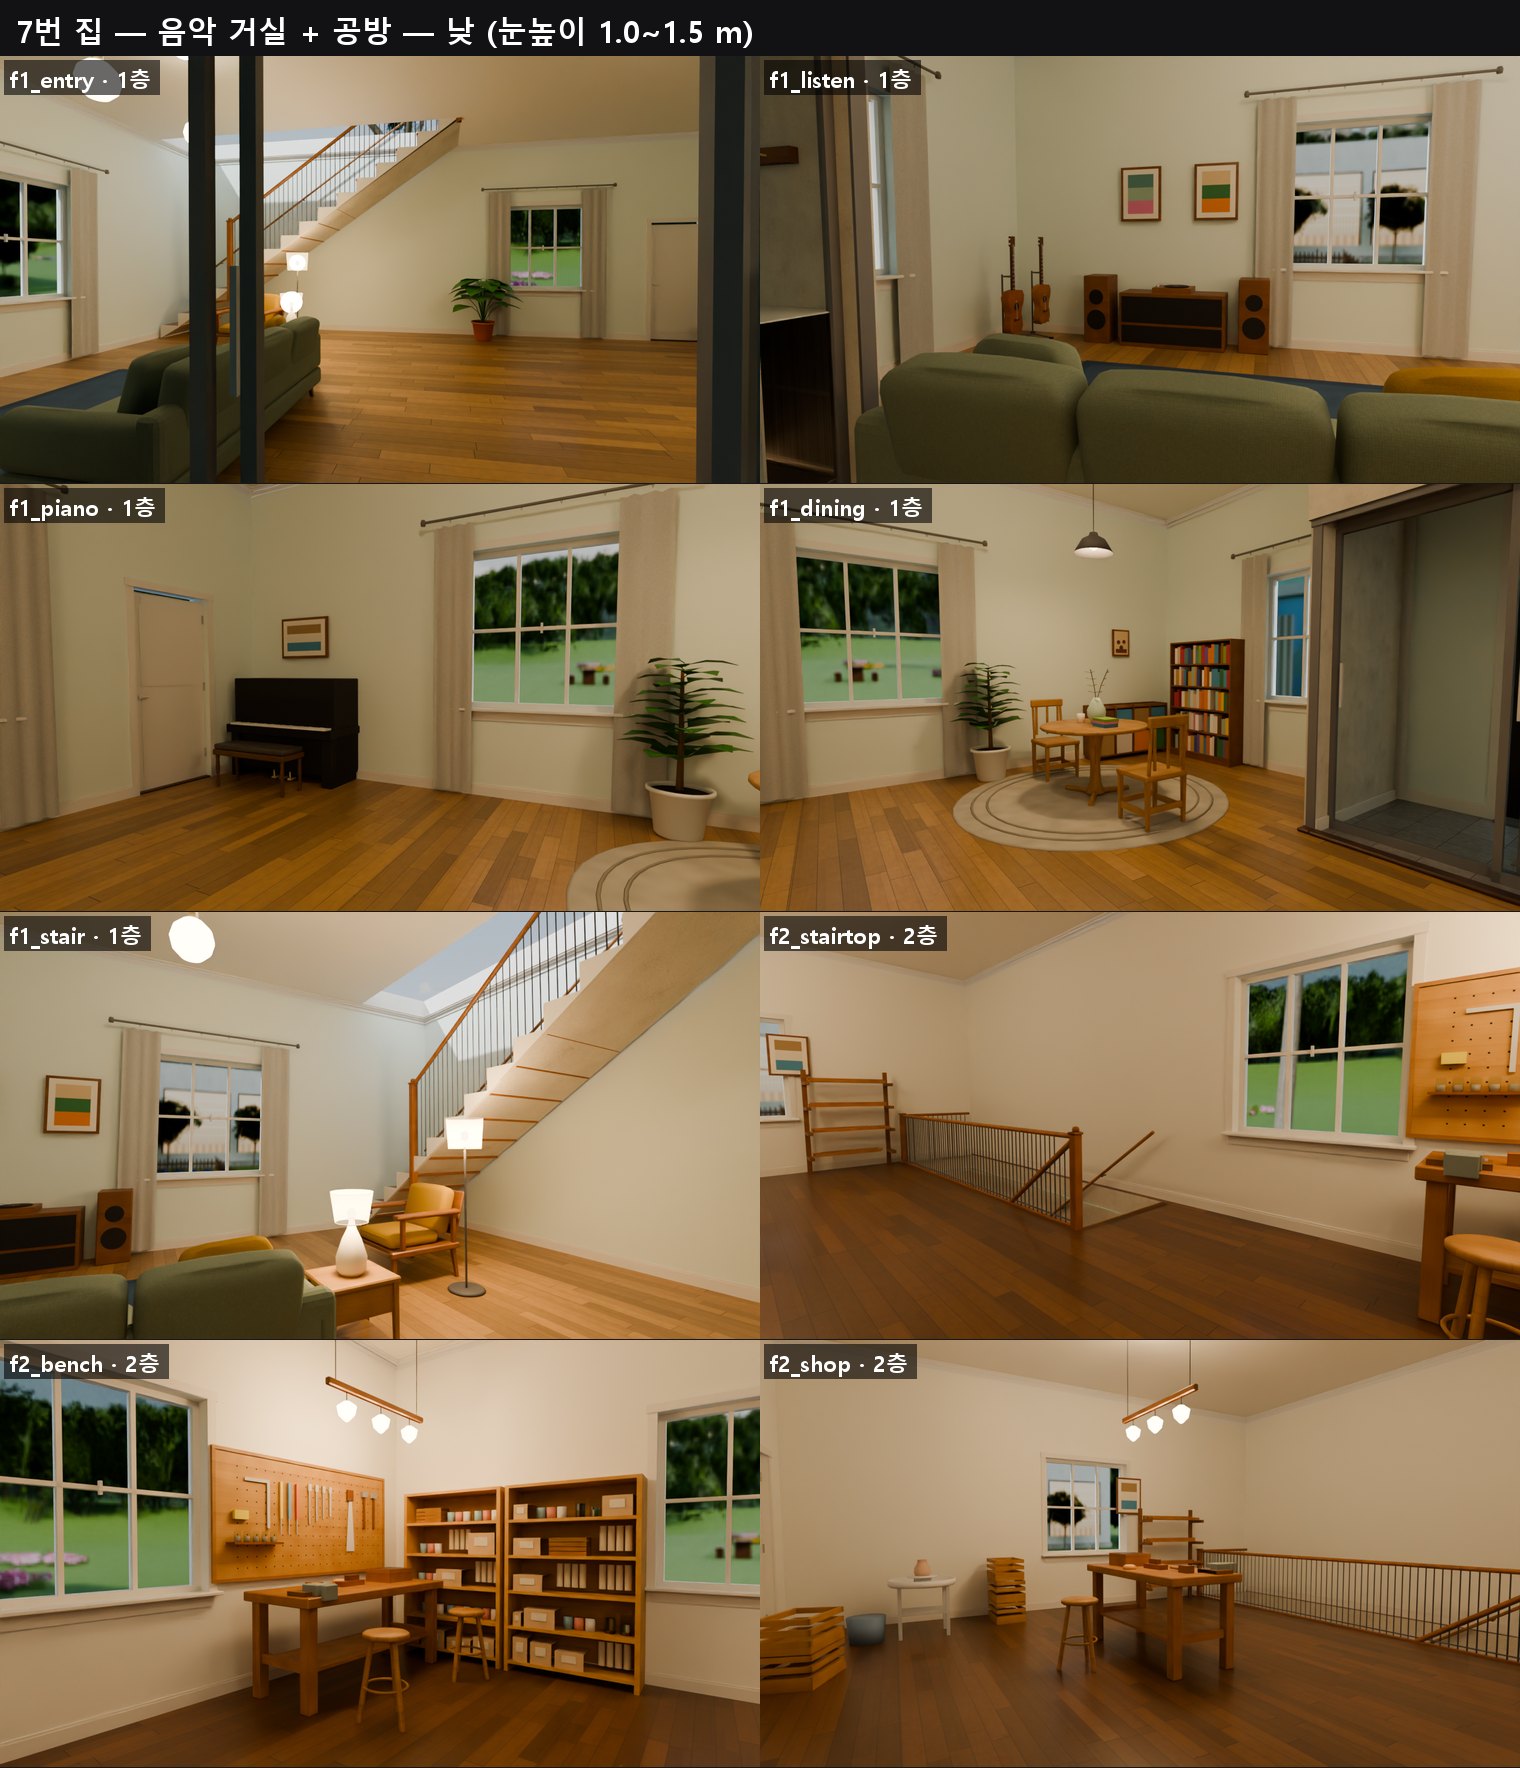 7번 집 — 음악 거실 + 공방 — 낮 (눈높이 1.0~1.5 m)
f1_entry · 1층
f1_listen · 1층
f1_piano · 1층
f1_dining · 1층
f1_stair · 1층
f2_stairtop · 2층
f2_bench · 2층
f2_shop · 2층